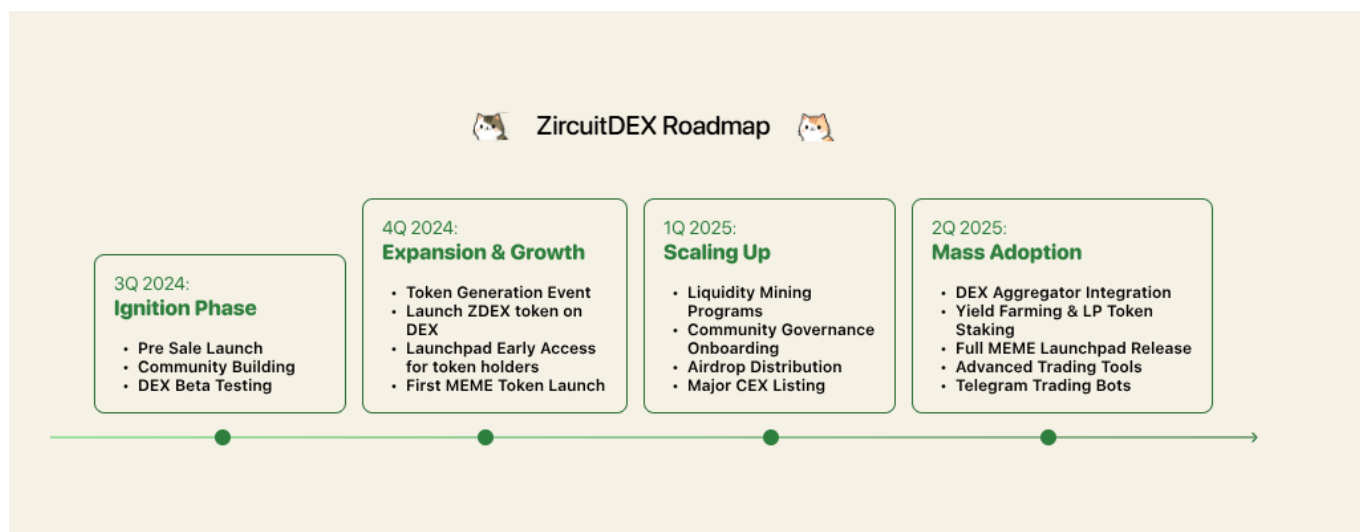 ZircuitDEX Roadmap
3Q 2024:
Ignition Phase
• Pre Sale Launch
• Community Building
• DEX Beta Testing
4Q 2024:
Expansion & Growth
• Token Generation Event
• Launch ZDEX token on
DEX
• Launchpad Early Access
for token holders
• First MEME Token Launch
1Q 2025:
Scaling Up
• Liquidity Mining
Programs
• Community Governance
Onboarding
• Airdrop Distribution
• Major CEX Listing
2Q 2025:
Mass Adoption
• DEX Aggregator Integration
• Yield Farming & LP Token
Staking
• Full MEME Launchpad Release
• Advanced Trading Tools
• Telegram Trading Bots